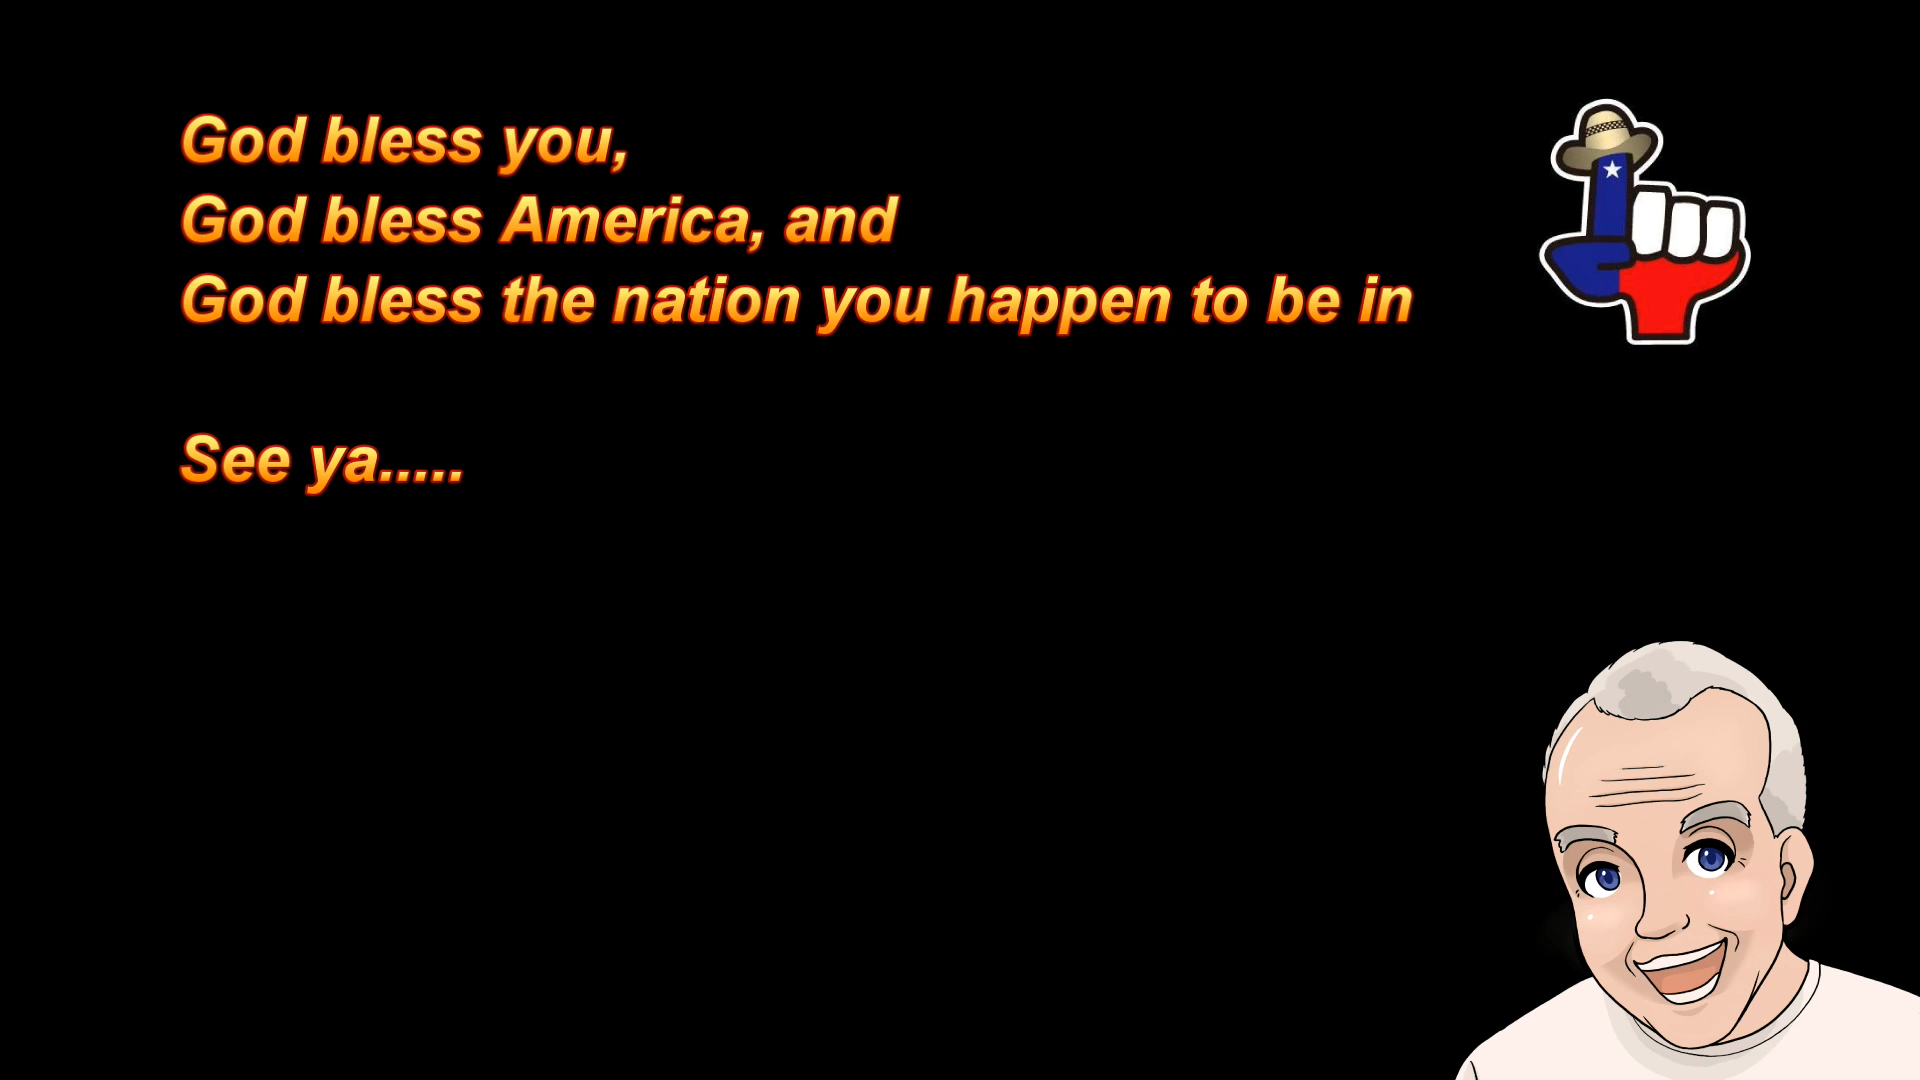 God bless you,
God bless America, and
God bless the nation you happen to be in
See ya.....